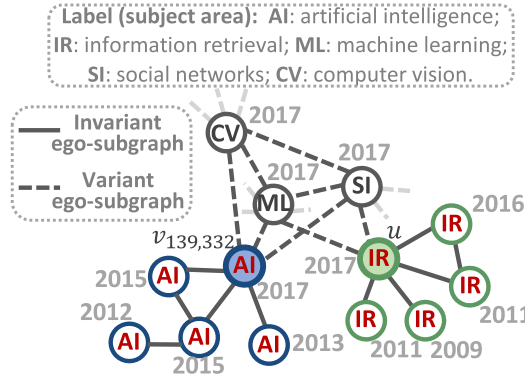 Label (subject area): AI: artificial intelligence;
IR: information retrieval; ML: machine learning;
SI: social networks; CV: computer vision.
Invariant
ego-subgraph
Variant
ego-subgraph
CV
2017
2017
2017
ML
SI
2016
v139,332
u
IR
AI
2017
IR
2015
AI
2017
IR
2011
2012
AI
AI
AI
2013
IR
IR
2015
2011
2009